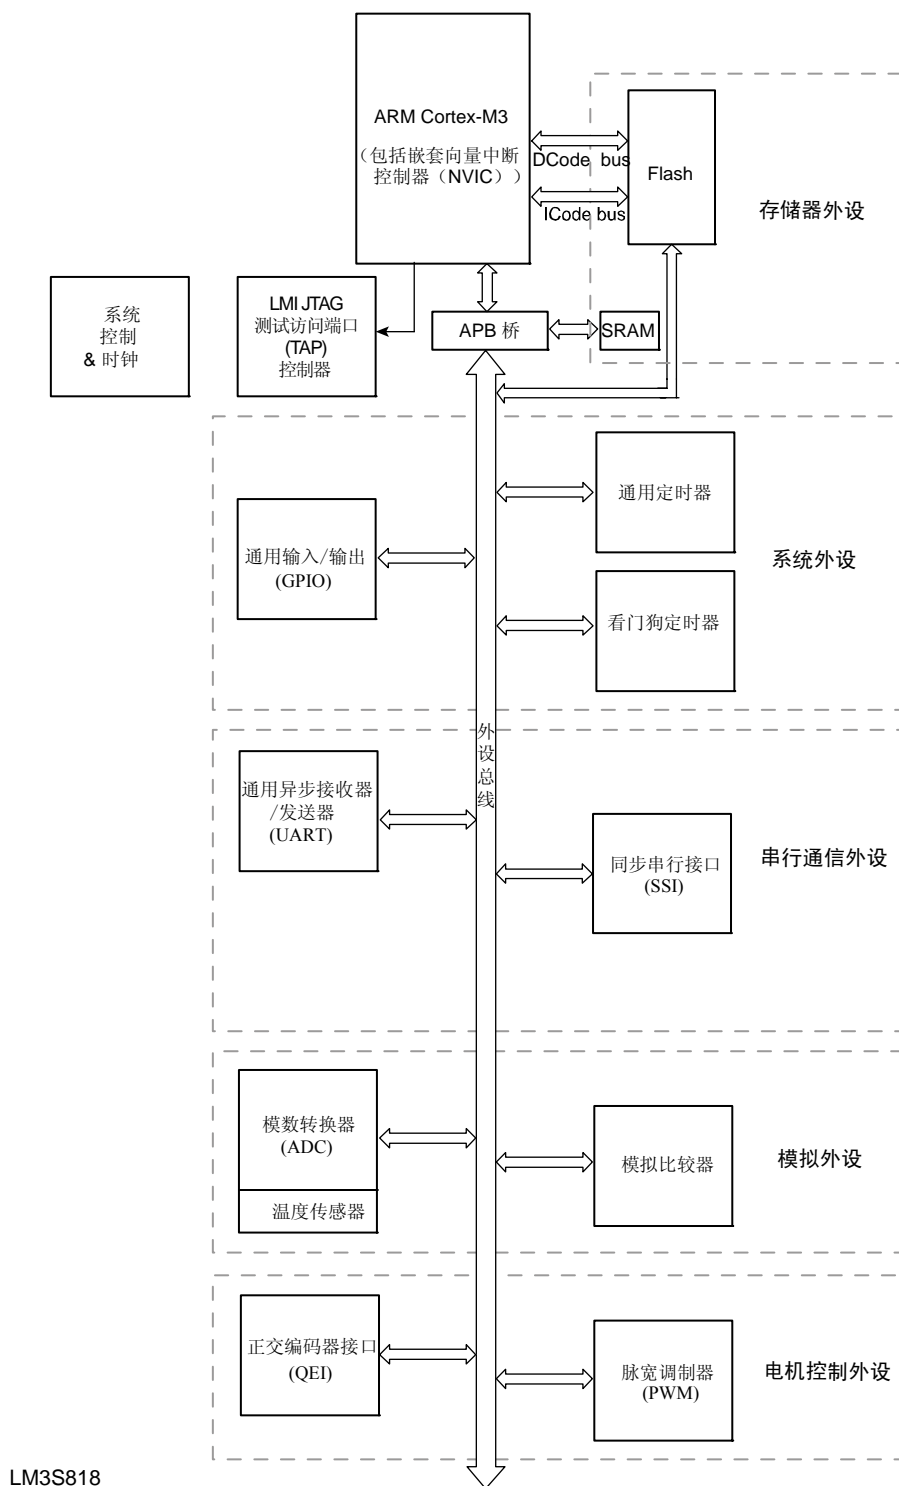 ARM Cortex-M3
（包括嵌套向量中断
控制器（NVIC））
DCode bus
ICode bus
Flash
存储器外设
系统
控制
& 时钟
LMI JTAG
测试访问端口
(TAP)
控制器
APB 桥
SRAM
通用定时器
通用输入/输出
(GPIO)
系统外设
看门狗定时器
外
设
总
线
通用异步接收器
/发送器
(UART)
同步串行接口
(SSI)
串行通信外设
模数转换器
(ADC)
温度传感器
模拟比较器
模拟外设
正交编码器接口
(QEI)
脉宽调制器
(PWM)
电机控制外设
LM3S818